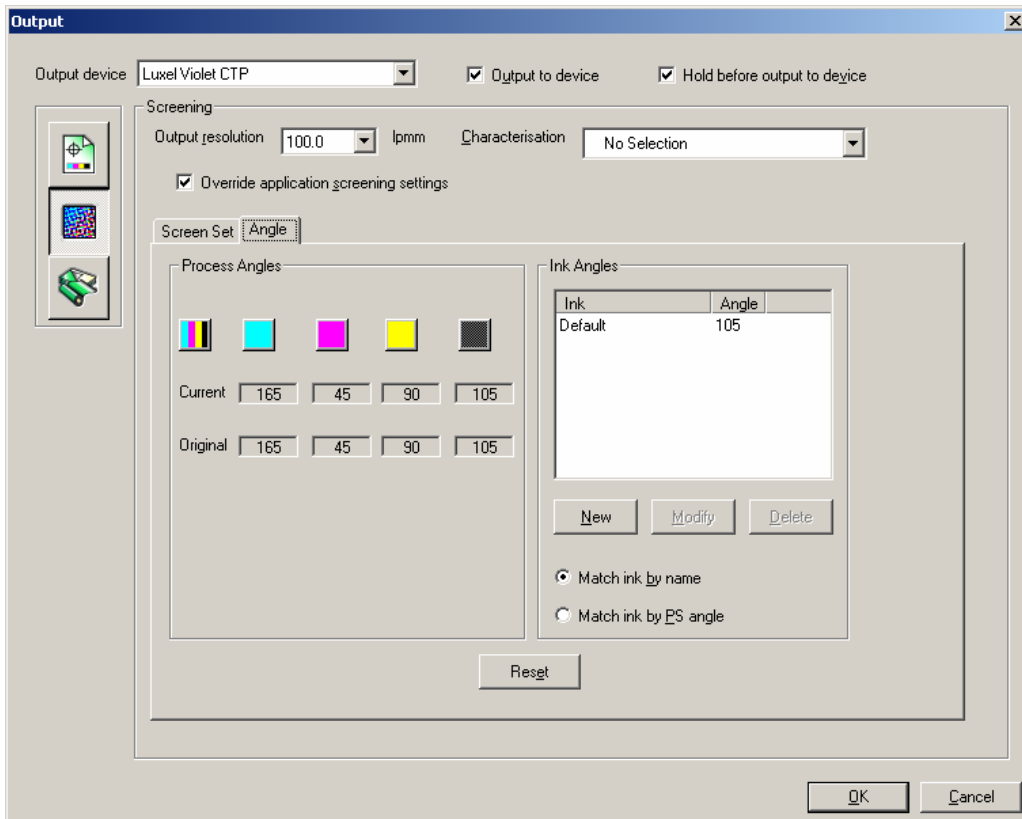 Output
Output device Luxel Violet CTP Output to device Hold before output to device
Screening
Output resolution 100.0 lpmm Characterisation No Selection
Override application screening settings
Screen Set Angle
Process Angles Ink Angles
Ink Angle
Default 105
Current 165 45 90 105
Original 165 45 90 105
New Modify Delete
Match ink by name
Match ink by PS angle
Reset
OK Cancel